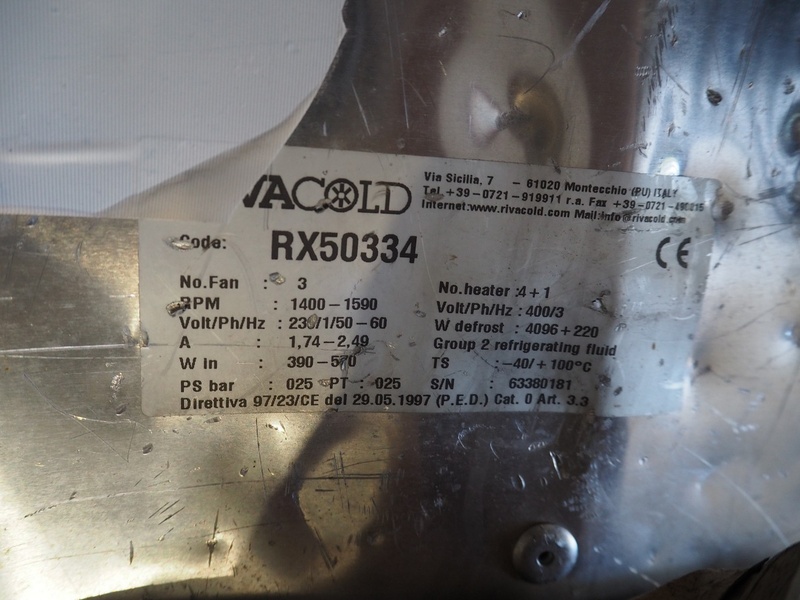 VACOLD
Via Sicilia, 7 - 61020 Montecchio (PU) ITALY
Tel +39-0721-919911 r.a. Fax +39-0721-490015
Internet:www.rivacold.com Mail:info@rivacold.com
Code: RX50334
CE
No.Fan : 3
RPM : 1400-1590
Volt/Ph/Hz : 230/1/50-60
A : 1,74-2,49
W in : 390-570
PS bar : 025 PT : 025
No.heater :4+1
Volt/Ph/Hz : 400/3
W defrost : 4096+220
Group 2 refrigerating fluid
TS : -40/+100°C
S/N : 63380181
Direttiva 97/23/CE del 29.05.1997 (P.E.D.) Cat. 0 Art. 3.3